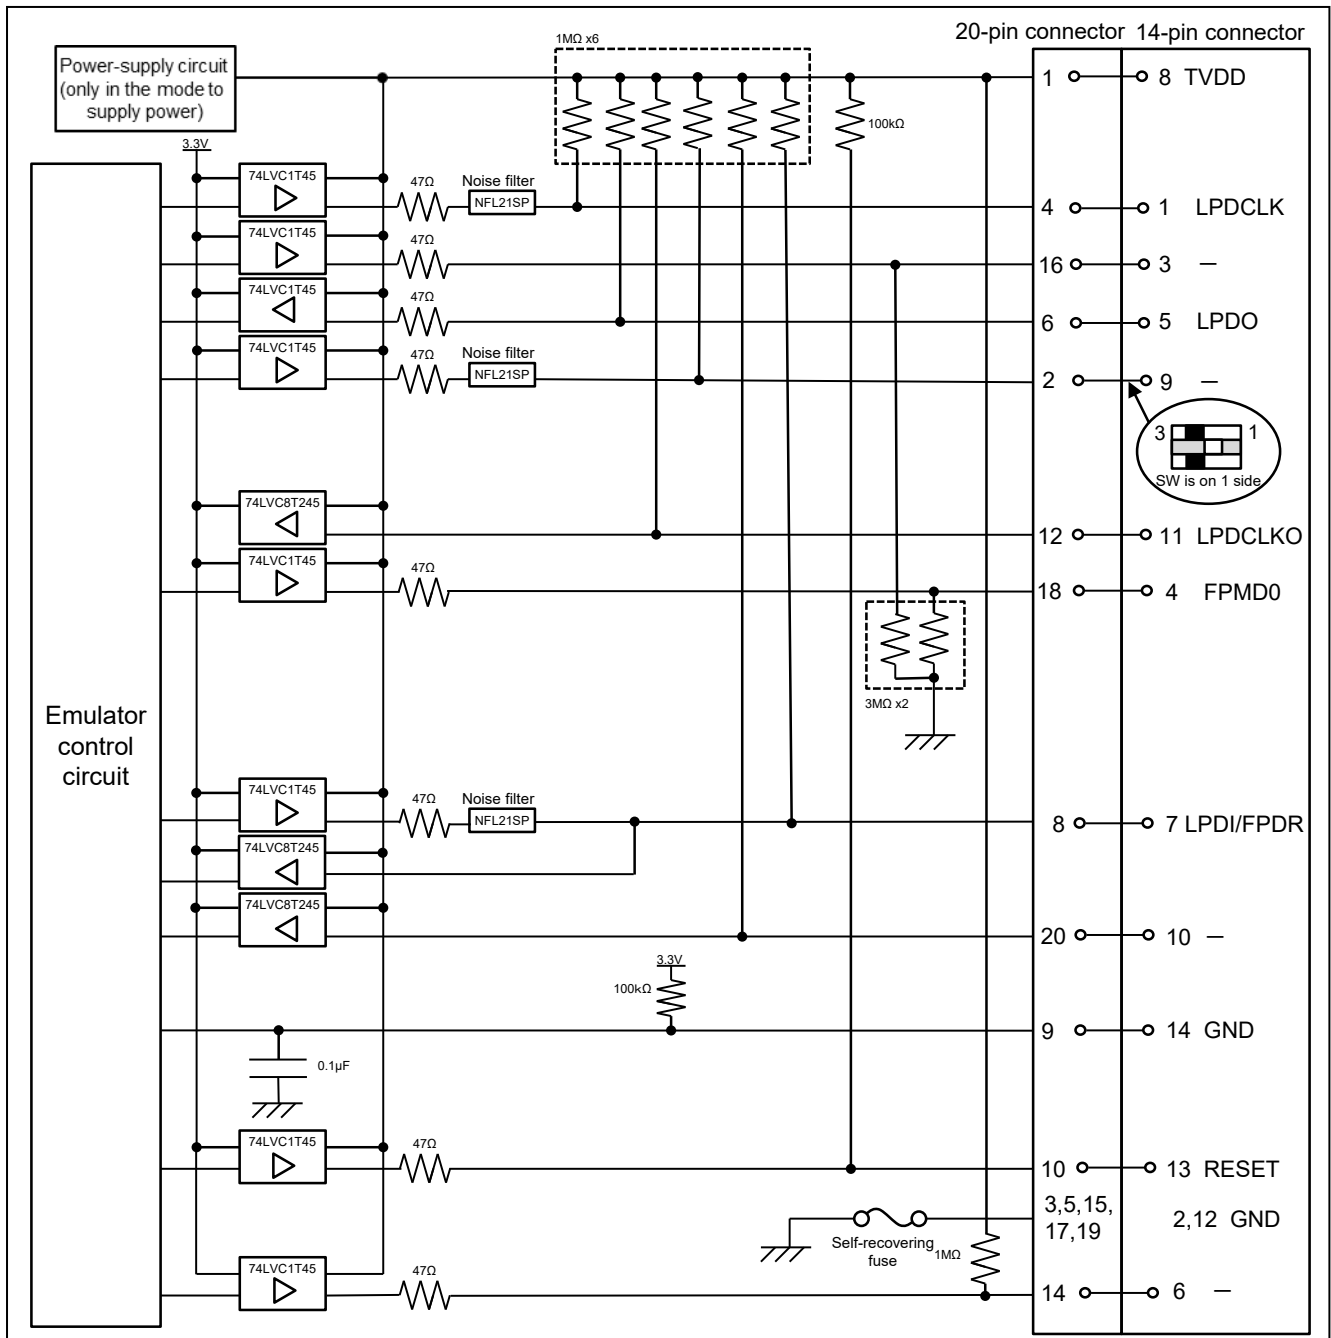 20-pin connector 14-pin connector
1MΩ x6
Power-supply circuit
(only in the mode to
supply power)
1 8 TVDD
100kΩ
3.3V
74LVC1T45 47Ω Noise filter
NFL21SP
4 1 LPDCLK
74LVC1T45 47Ω
16 3 —
74LVC1T45 47Ω
6 5 LPDO
74LVC1T45 47Ω Noise filter
NFL21SP
2 9 —
3 1
SW is on 1 side
74LVC8T245
12 11 LPDCLKO
74LVC1T45 47Ω
18 4 FPMD0
3MΩ x2
Emulator
control
circuit
74LVC1T45 47Ω Noise filter
NFL21SP
8 7 LPDI/FPDR
74LVC8T245
74LVC8T245
20 10 —
3.3V
100kΩ
9 14 GND
0.1µF
74LVC1T45 47Ω
10 13 RESET
3,5,15,
17,19
2,12 GND
Self-recovering
fuse
1MΩ
74LVC1T45 47Ω
14 6 —